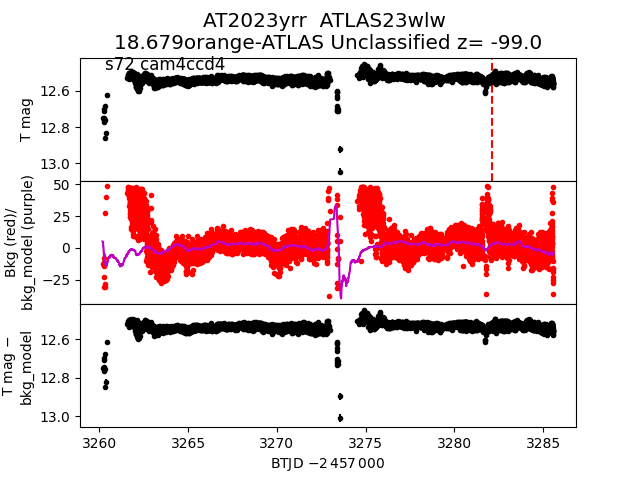 AT2023yrr  ATLAS23wlw
18.679orange-ATLAS Unclassified z= -99.0
s72 cam4ccd4
T mag
12.6
12.8
13.0
Bkg (red)/
bkg_model (purple)
50
25
0
−25
T mag −
bkg_model
12.6
12.8
13.0
3260 3265 3270 3275 3280 3285
BTJD −2 457 000